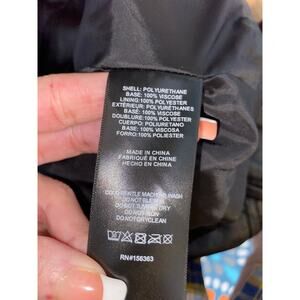 SHELL: POLYURETHANE
BASE: 100% VISCOSE
LINING:100% POLYESTER
EXTÉRIEUR: POLYURÉTHANES
BASE: 100% VISCOSE
DOUBLURE:100% POLYESTER
CUERPO: POLIURETANO
BASE: 100% VISCOSA
FORRO:100% POLIESTER
MADE IN CHINA
FABRIQUÉ EN CHINE
HECHO EN CHINA
COLD GENTLE MACHINE WASH
DO NOT BLEACH
DO NOT TUMBLE DRY
DO NOT IRON
DO NOT DRYCLEAN
RN#156363